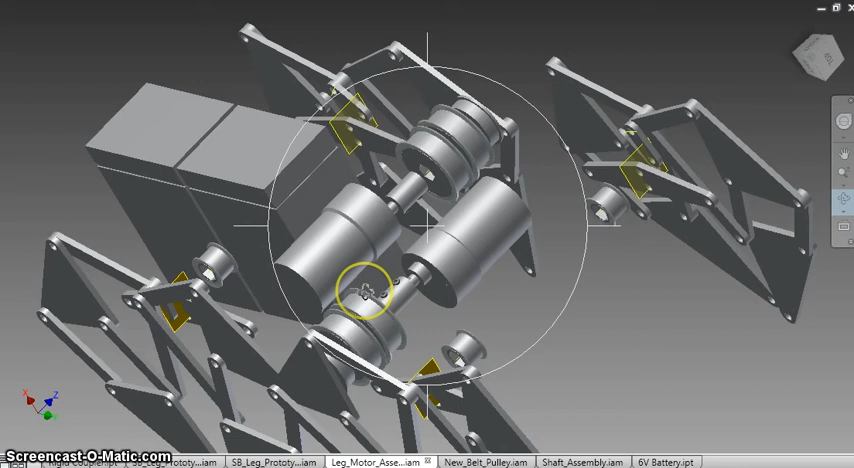 X
Z
Y
Screencast-O-Matic.com
Rigid Coupler.ipt
SB_Leg_Prototy....iam
SB_Leg_Prototy....iam
Leg_Motor_Asse...iam
New_Belt_Pulley.iam
Shaft_Assembly.iam
6V Battery.ipt